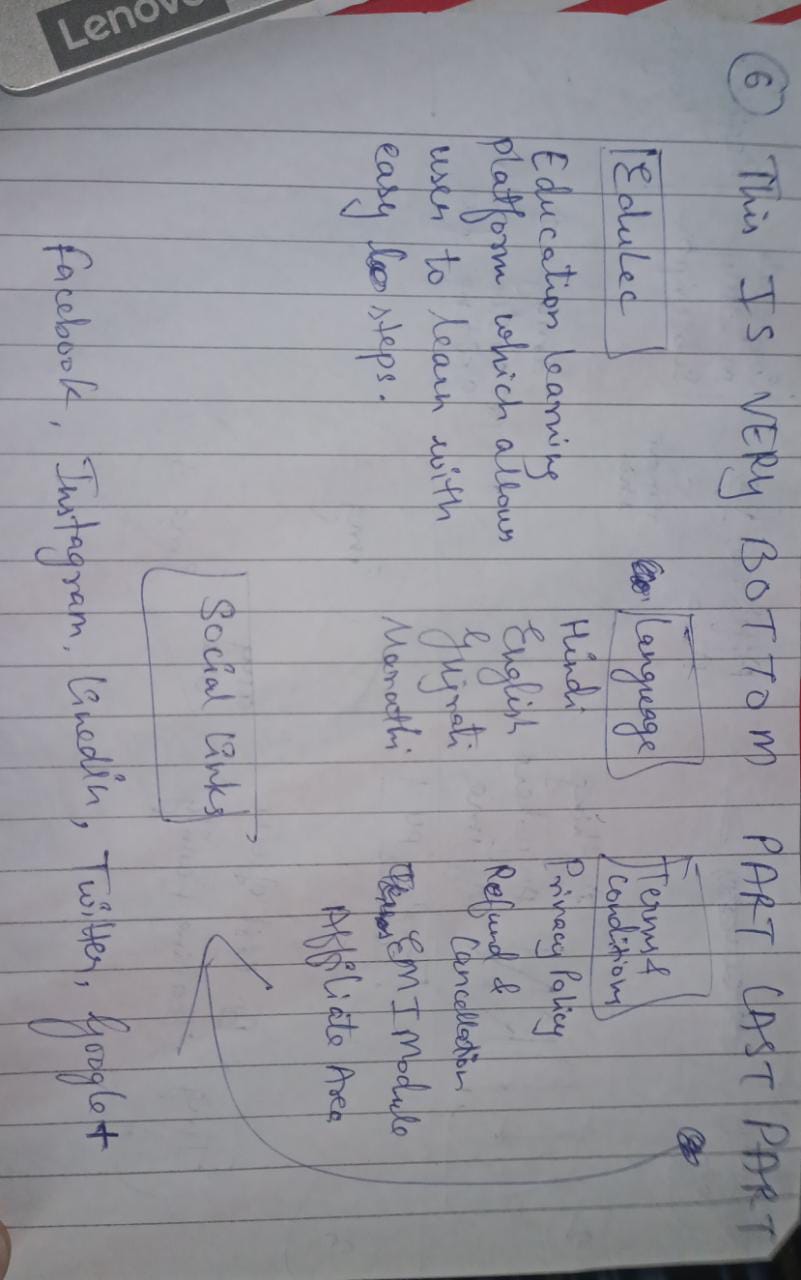 6 This IS VERY BOTTOM PART LAST PART
EduLec
Education learning
platform which allows
user to learn with
easy steps.
Language
Hindi
English
Gujrati
Marathi
Terms &
Conditions
Privacy Policy
Refund &
Cancellation
EMI Module
Affiliate Area
Social Links
Facebook, Instagram, Linedin, Twitter, Google+
Lenovo